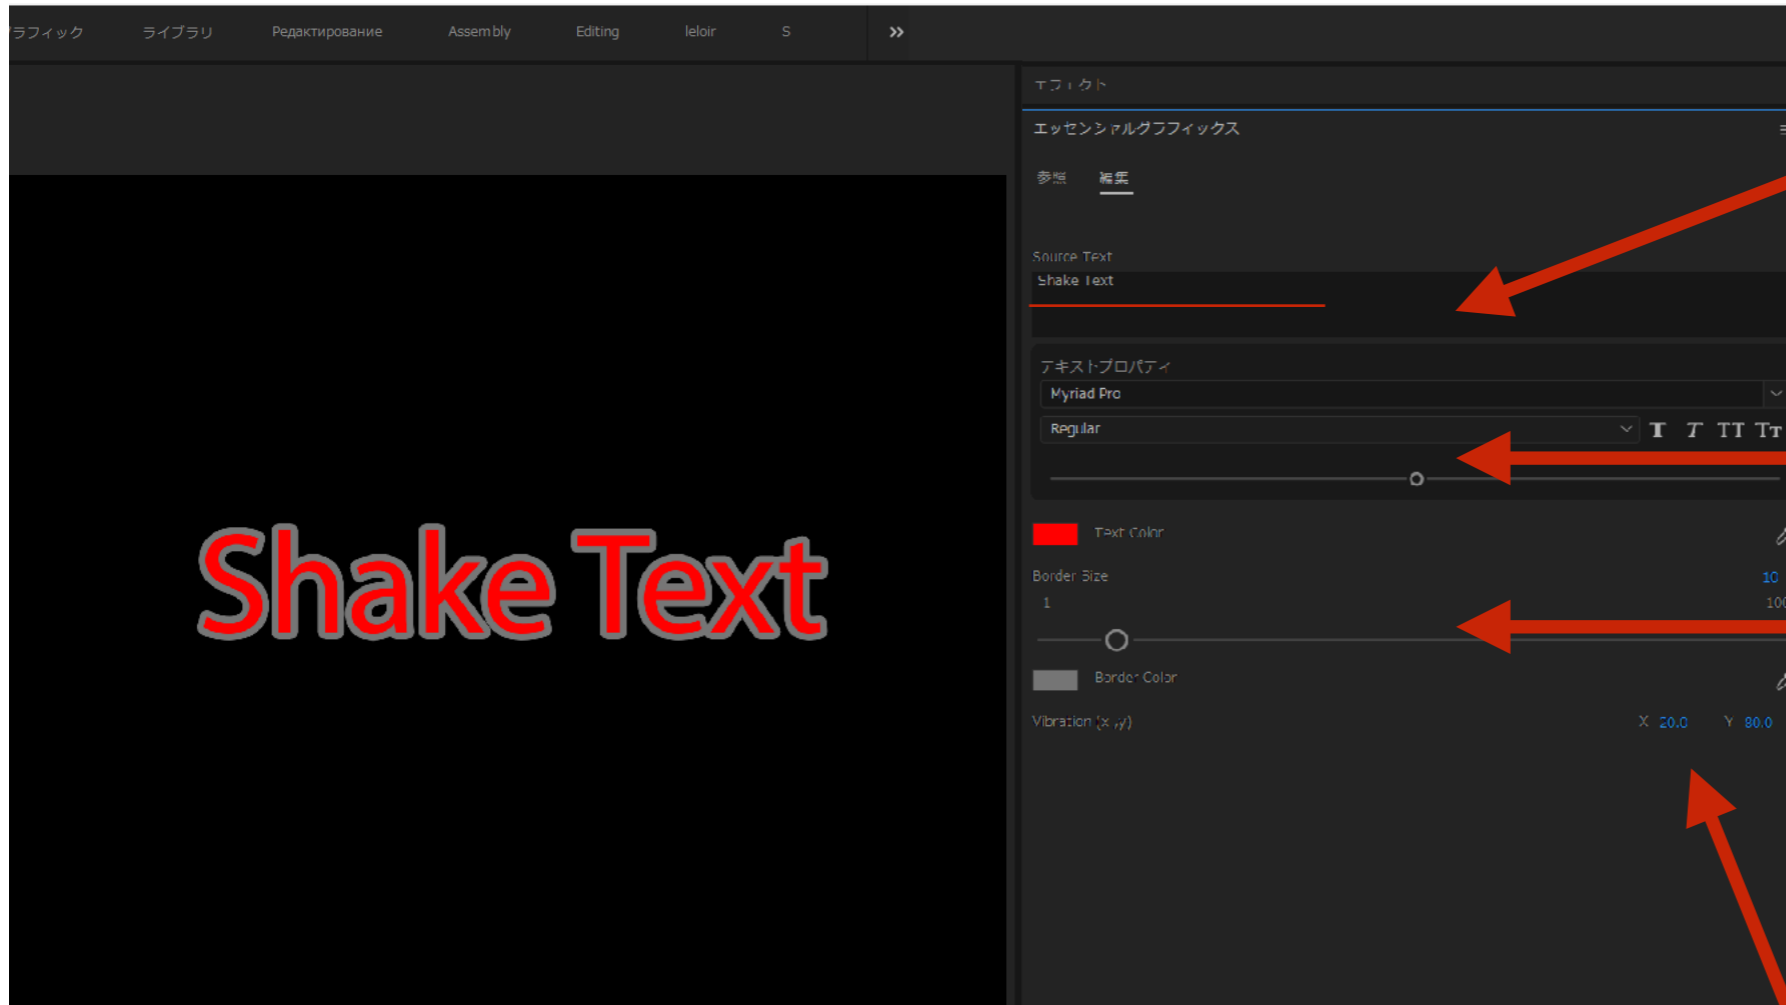 ラフィック ライブラリ Редактирование Assembly Editing leloir S »
エフェクト
エッセンシャルグラフィックス
参照 編集
Source Text
Shake Text
テキストプロパティ
Myriad Pro
Regular T T TT TT
Text Color
Border Size 10
1 100
Border Color
Vibration (x ,y) X 20.0 Y 80.0
Shake Text